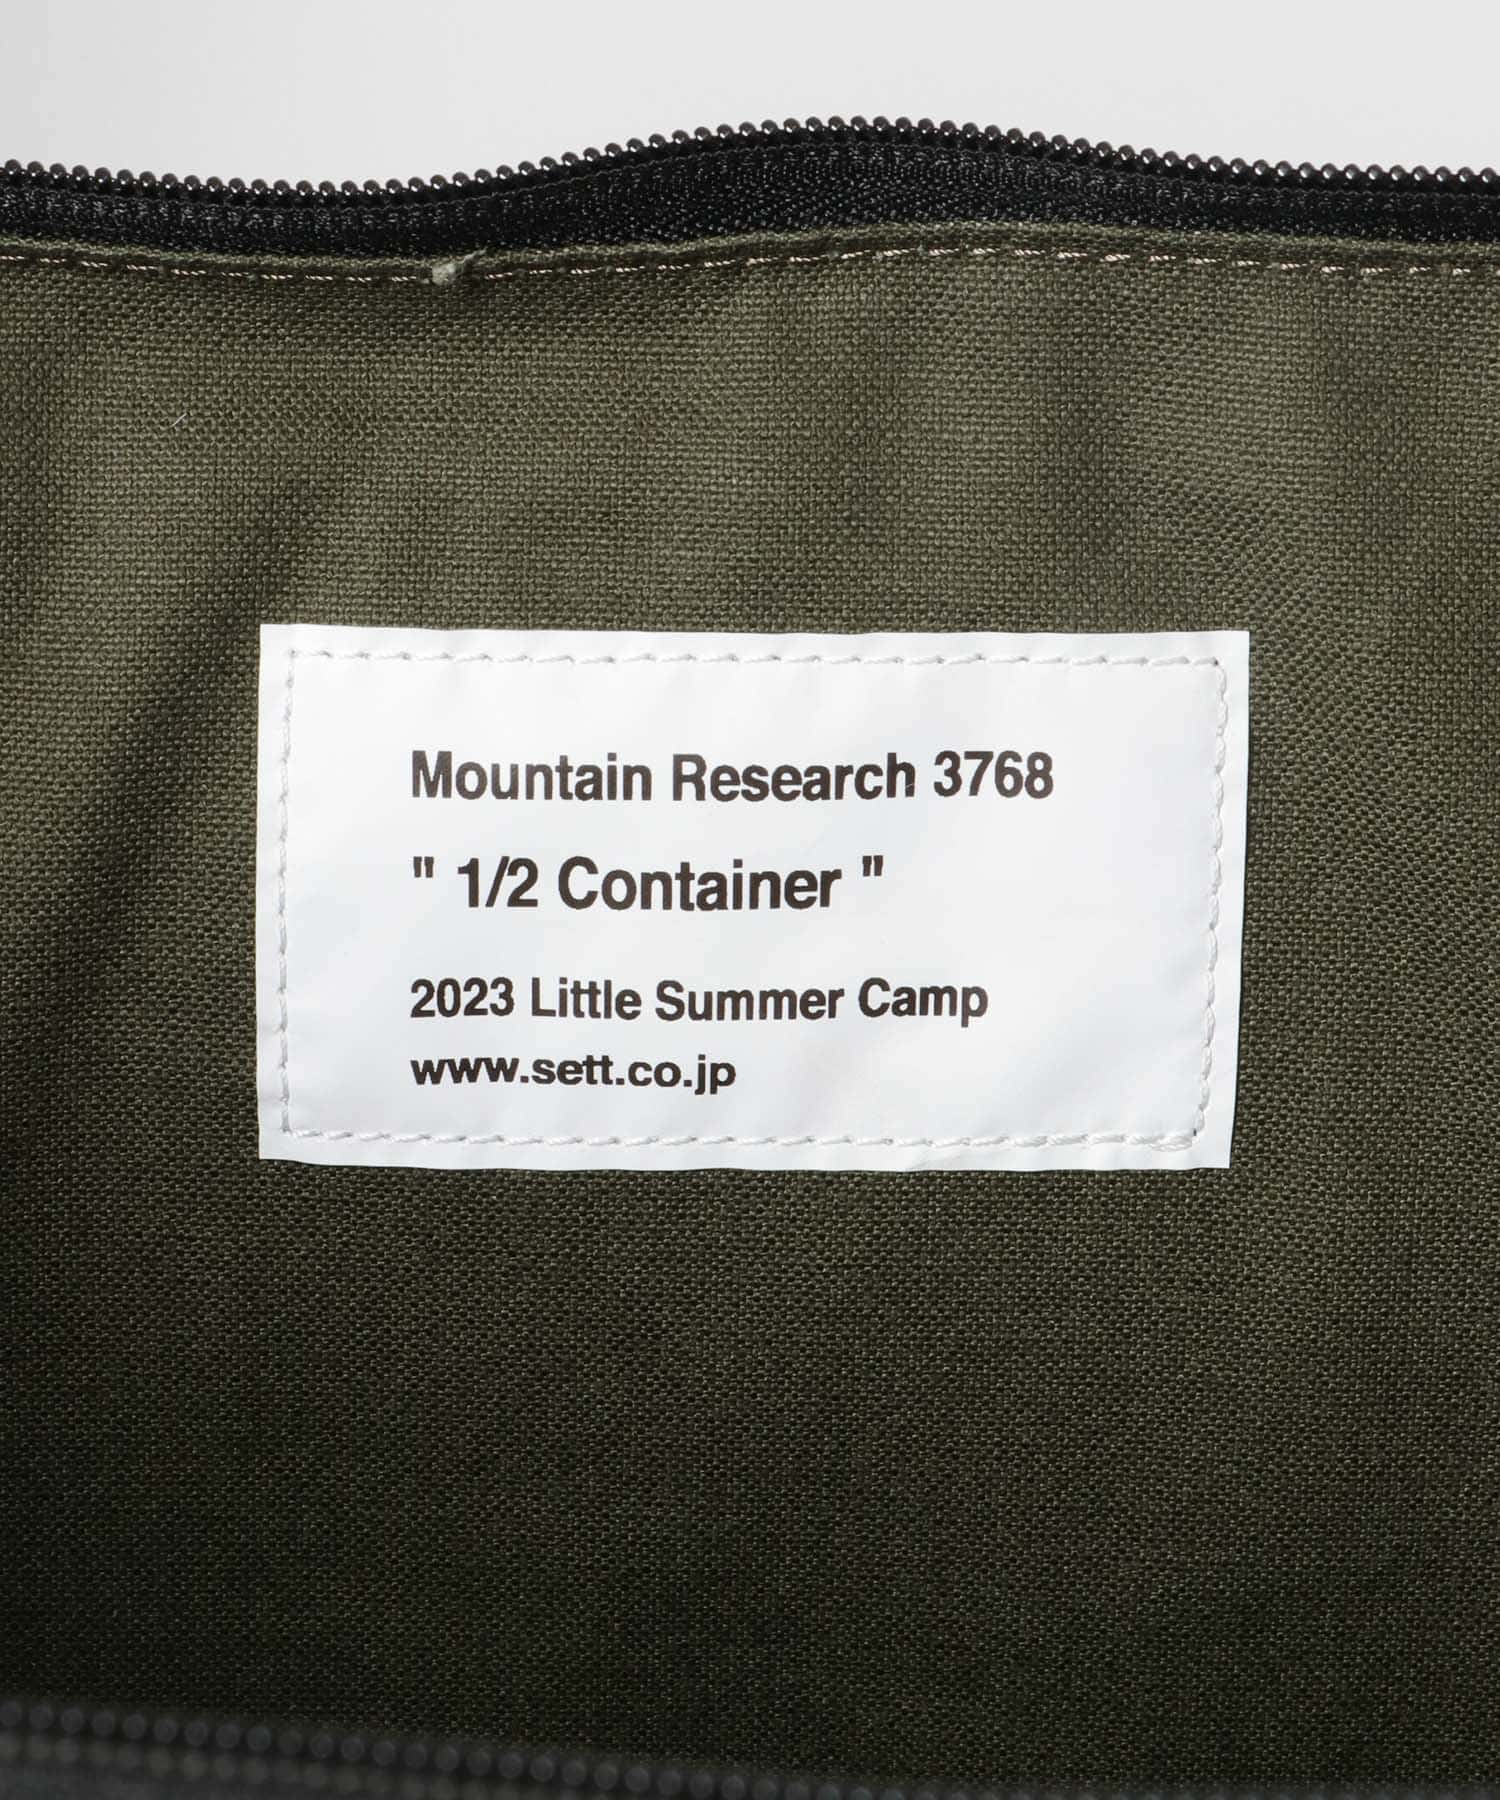 Mountain Research 3768
" 1/2 Container "
2023 Little Summer Camp
www.sett.co.jp